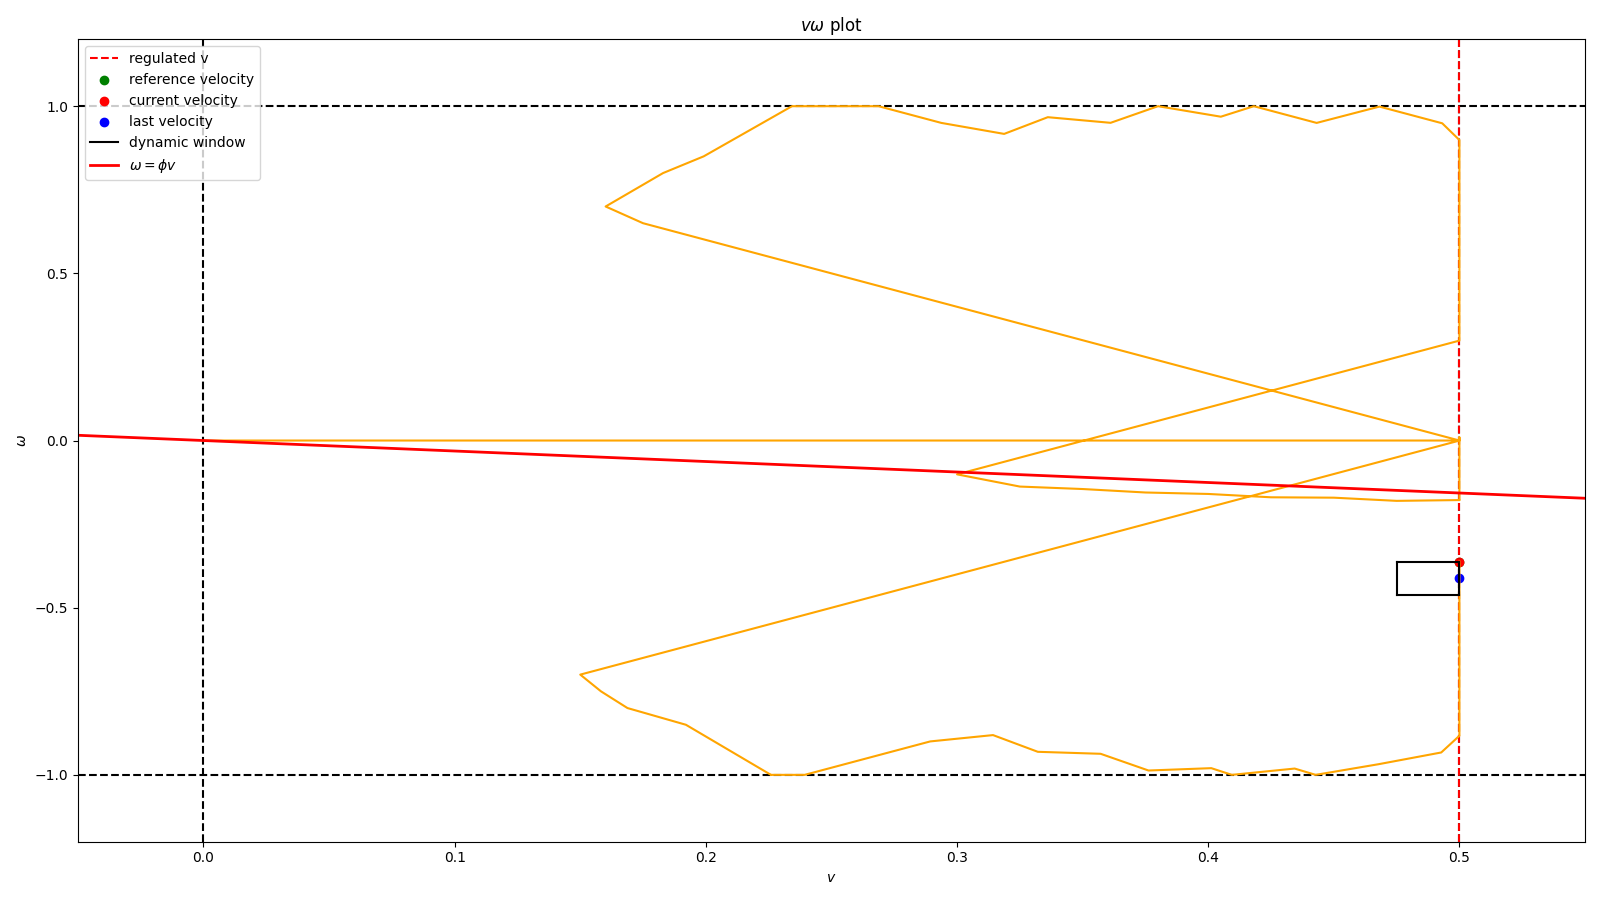 vω plot
regulated v
reference velocity
current velocity
last velocity
dynamic window
ω = ϕv
1.0
0.5
0.0
−0.5
−1.0
ω
0.0 0.1 0.2 0.3 0.4 0.5
v